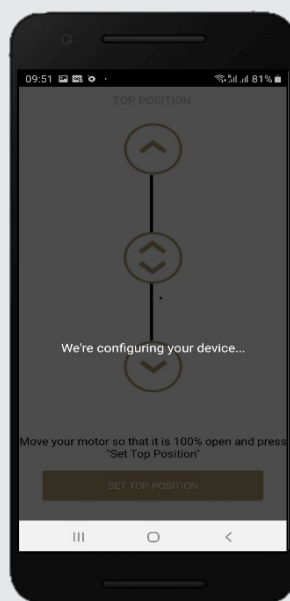 09:51 81%
TOP POSITION
We're configuring your device...
Move your motor so that it is 100% open and press
"Set Top Position"
SET TOP POSITION